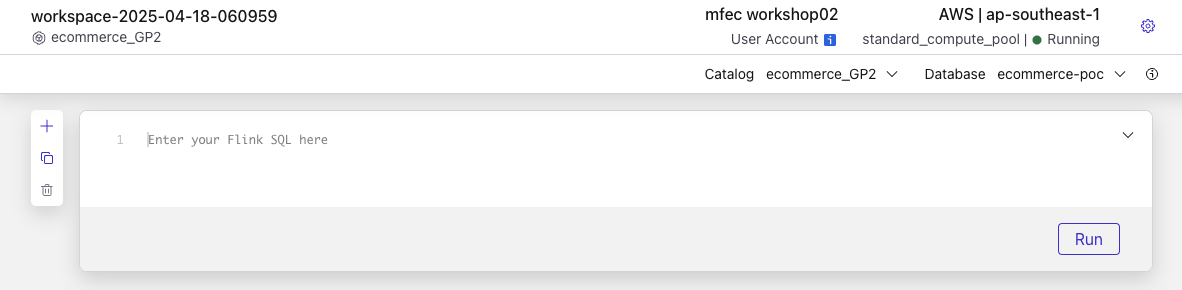 workspace-2025-04-18-060959
ecommerce_GP2
mfec workshop02
User Account i
AWS | ap-southeast-1
standard_compute_pool | Running
Catalog ecommerce_GP2 Database ecommerce-poc
1 Enter your Flink SQL here
Run